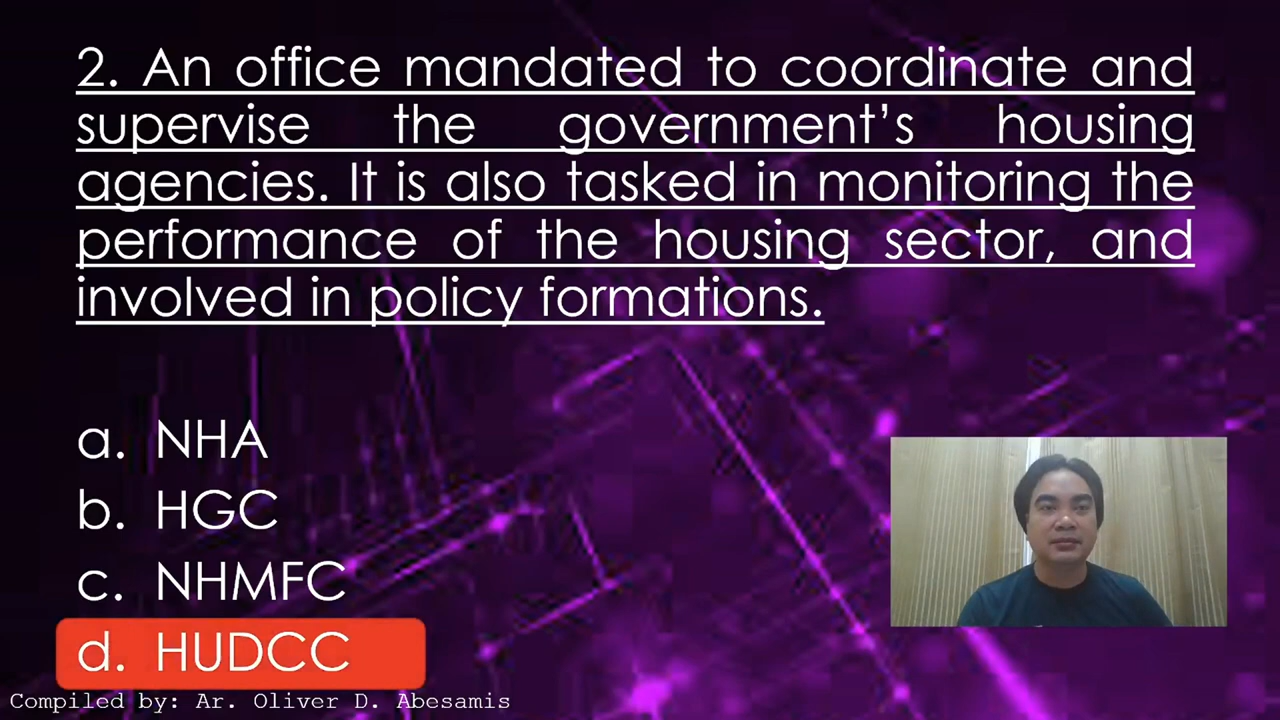 2. An office mandated to coordinate and
supervise the government’s housing
agencies. It is also tasked in monitoring the
performance of the housing sector, and
involved in policy formations.
a. NHA
b. HGC
c. NHMFC
d. HUDCC
Compiled by: Ar. Oliver D. Abesamis